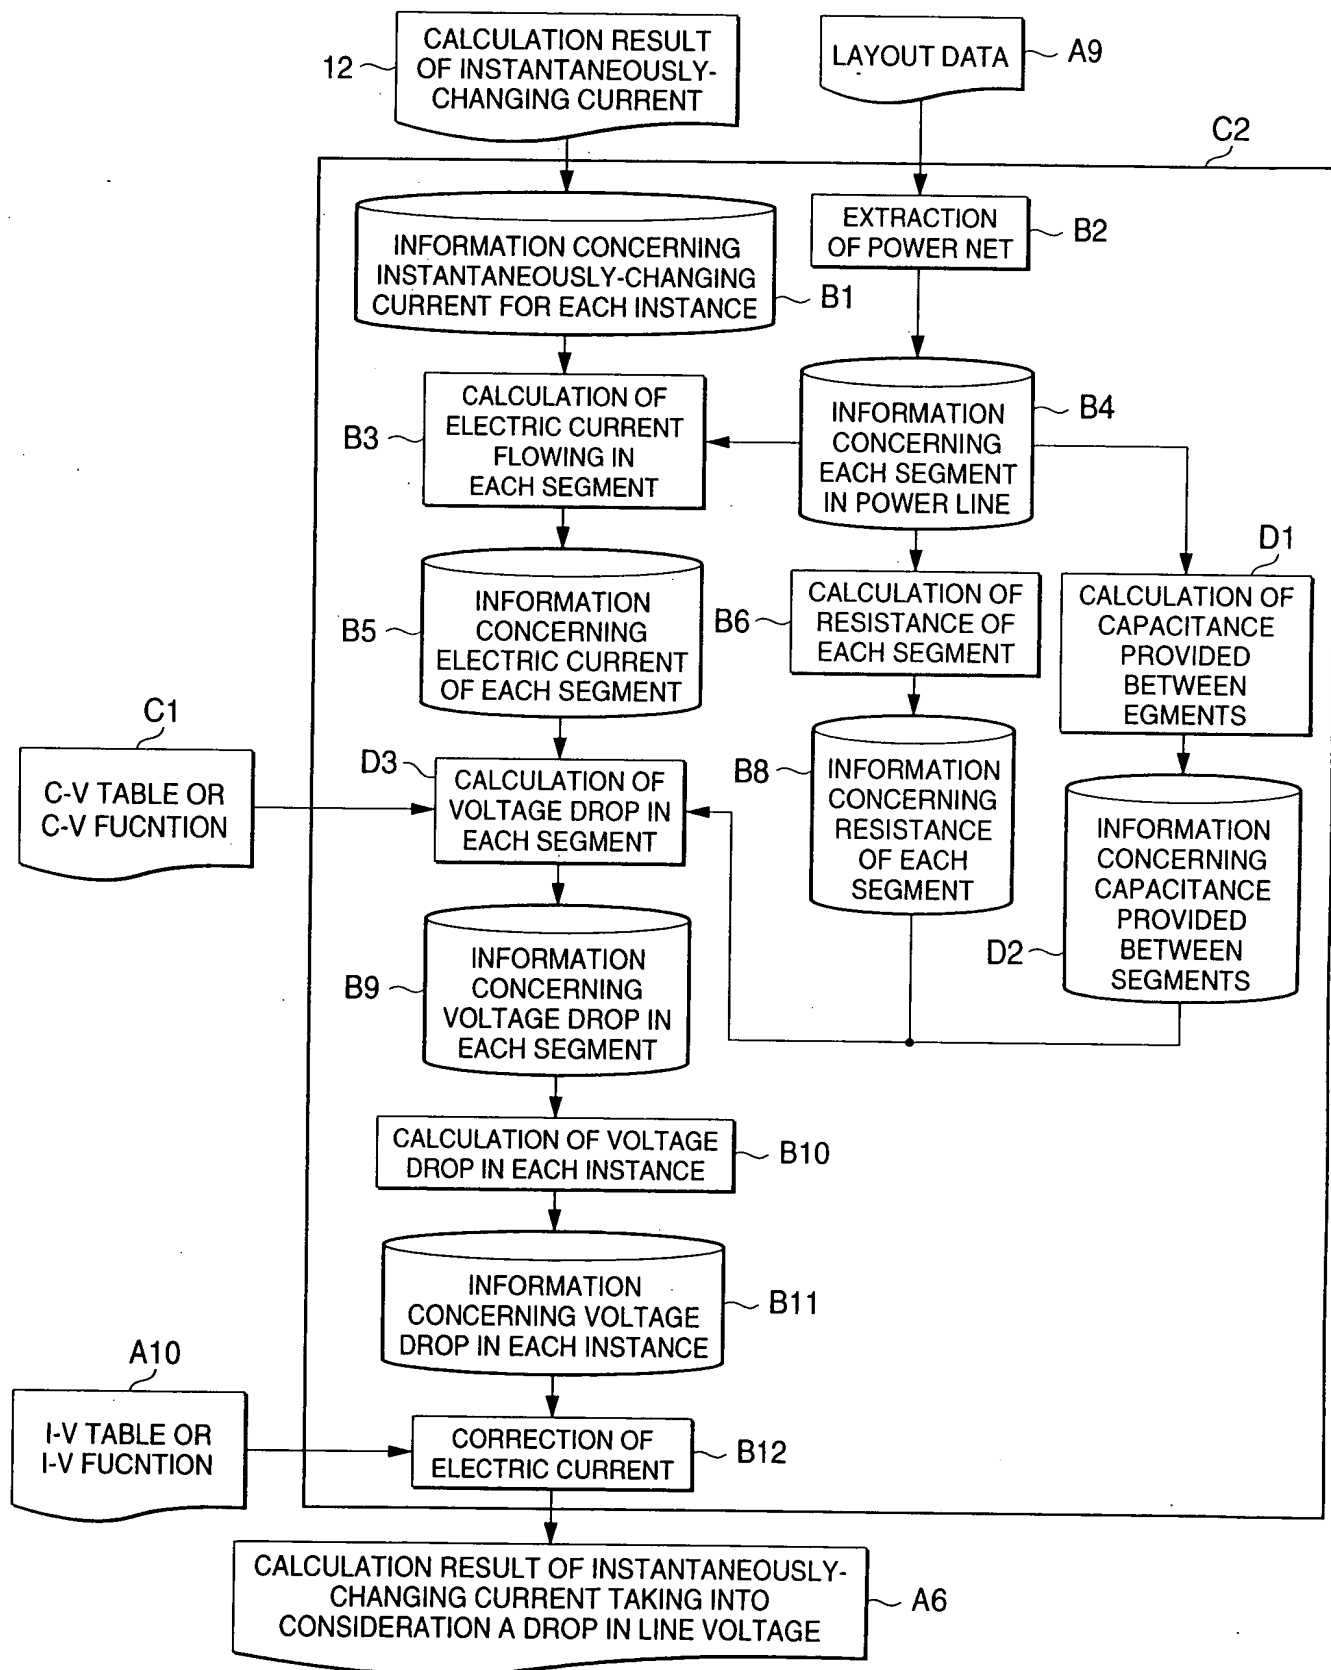 CALCULATION RESULT
OF INSTANTANEOUSLY-
CHANGING CURRENT
12
LAYOUT DATA
A9
C2
INFORMATION CONCERNING
INSTANTANEOUSLY-CHANGING
CURRENT FOR EACH INSTANCE
B1
EXTRACTION
OF POWER NET
B2
CALCULATION OF
ELECTRIC CURRENT
FLOWING IN
EACH SEGMENT
B3
INFORMATION
CONCERNING
EACH SEGMENT
IN POWER LINE
B4
INFORMATION
CONCERNING
ELECTRIC CURRENT
OF EACH SEGMENT
B5
CALCULATION OF
RESISTANCE OF
EACH SEGMENT
B6
D1
CALCULATION OF
CAPACITANCE
PROVIDED
BETWEEN
EGMENTS
C1
C-V TABLE OR
C-V FUCNTION
D3
CALCULATION OF
VOLTAGE DROP IN
EACH SEGMENT
B8
INFORMATION
CONCERNING
RESISTANCE
OF EACH
SEGMENT
INFORMATION
CONCERNING
CAPACITANCE
PROVIDED
BETWEEN
SEGMENTS
D2
INFORMATION
CONCERNING
VOLTAGE DROP IN
EACH SEGMENT
B9
CALCULATION OF VOLTAGE
DROP IN EACH INSTANCE
B10
INFORMATION
CONCERNING VOLTAGE
DROP IN EACH INSTANCE
B11
A10
I-V TABLE OR
I-V FUCNTION
CORRECTION OF
ELECTRIC CURRENT
B12
CALCULATION RESULT OF INSTANTANEOUSLY-
CHANGING CURRENT TAKING INTO
CONSIDERATION A DROP IN LINE VOLTAGE
A6